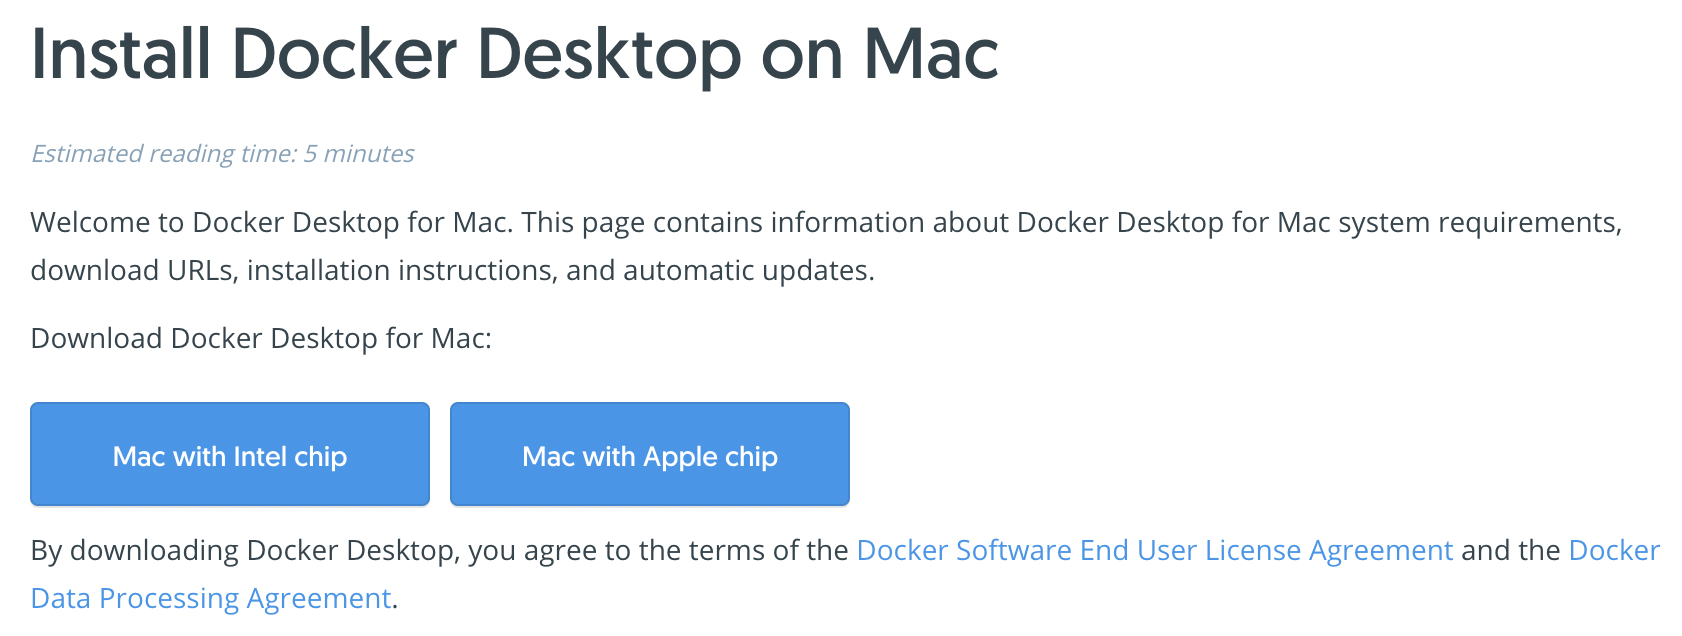 Install Docker Desktop on Mac
Estimated reading time: 5 minutes
Welcome to Docker Desktop for Mac. This page contains information about Docker Desktop for Mac system requirements,
download URLs, installation instructions, and automatic updates.
Download Docker Desktop for Mac:
Mac with Intel chip
Mac with Apple chip
By downloading Docker Desktop, you agree to the terms of the Docker Software End User License Agreement and the Docker
Data Processing Agreement.